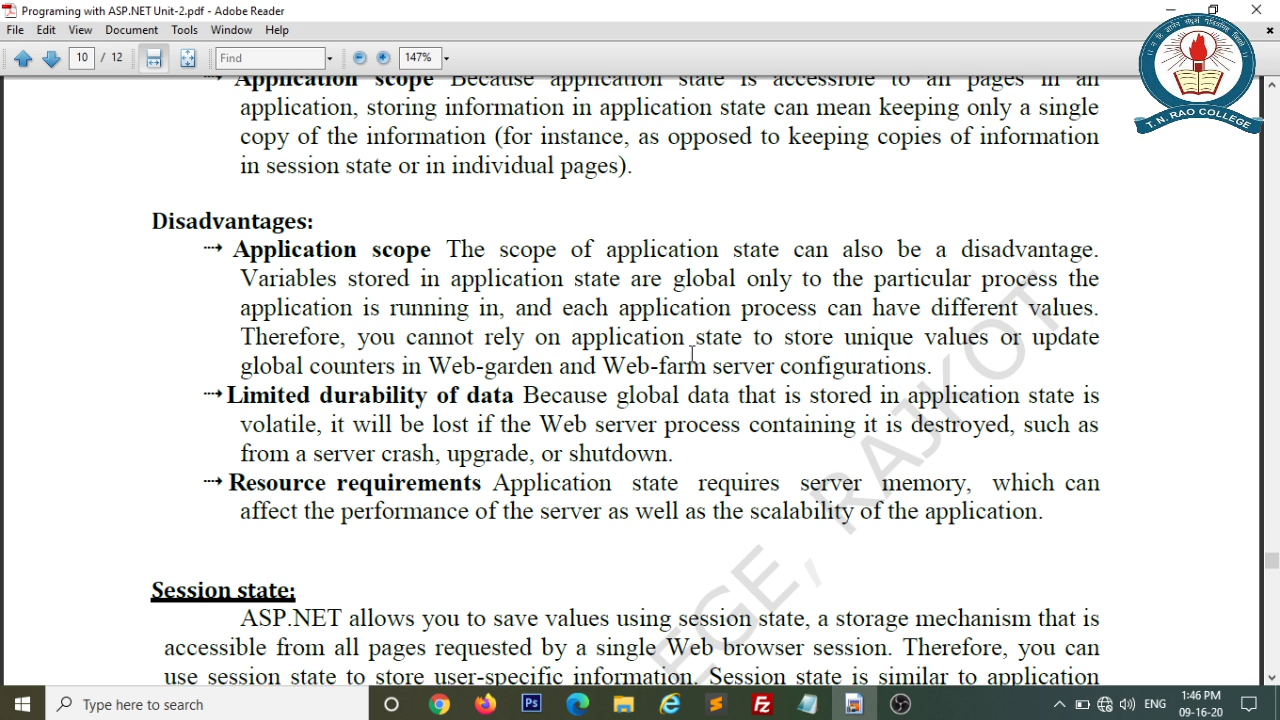 Programing with ASP.NET Unit-2.pdf - Adobe Reader
File Edit View Document Tools Window Help
10 / 12 Find 147%
Application scope Because application state is accessible to all pages in an
application, storing information in application state can mean keeping only a single
copy of the information (for instance, as opposed to keeping copies of information
in session state or in individual pages).
Disadvantages:
⇢ Application scope The scope of application state can also be a disadvantage.
Variables stored in application state are global only to the particular process the
application is running in, and each application process can have different values.
Therefore, you cannot rely on application state to store unique values or update
global counters in Web-garden and Web-farm server configurations.
⇢ Limited durability of data Because global data that is stored in application state is
volatile, it will be lost if the Web server process containing it is destroyed, such as
from a server crash, upgrade, or shutdown.
⇢ Resource requirements Application state requires server memory, which can
affect the performance of the server as well as the scalability of the application.
Session state:
ASP.NET allows you to save values using session state, a storage mechanism that is
accessible from all pages requested by a single Web browser session. Therefore, you can
use session state to store user-specific information. Session state is similar to application
EGE, RAJKOT
T. N. RAO COLLEGE
Type here to search
ENG
1:46 PM
09-16-20